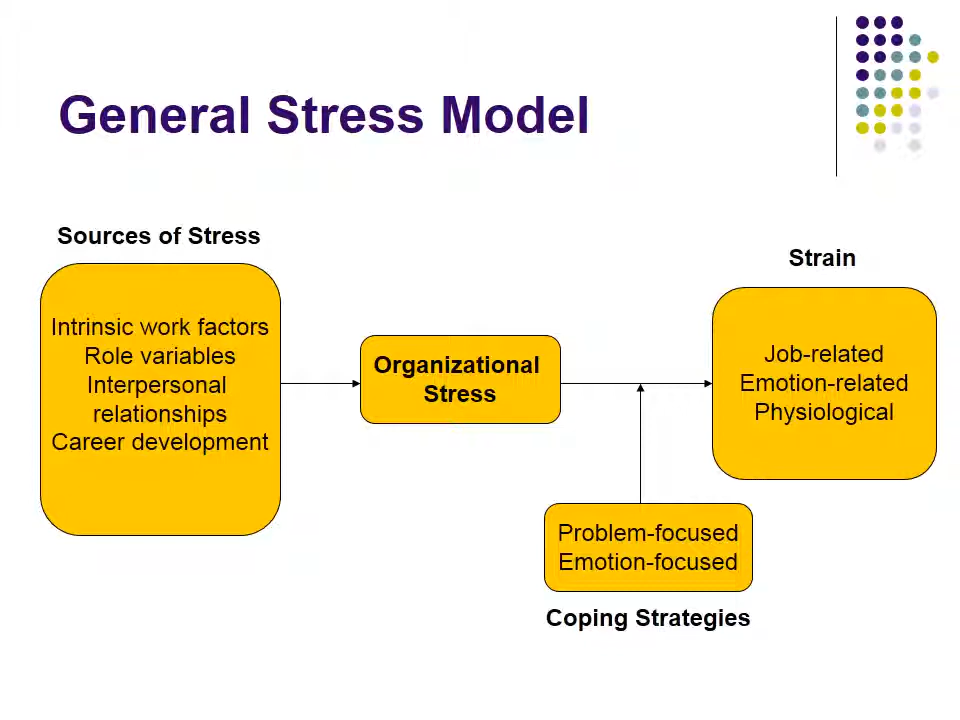 General Stress Model
Sources of Stress
Intrinsic work factors
Role variables
Interpersonal
relationships
Career development
Organizational
Stress
Strain
Job-related
Emotion-related
Physiological
Problem-focused
Emotion-focused
Coping Strategies